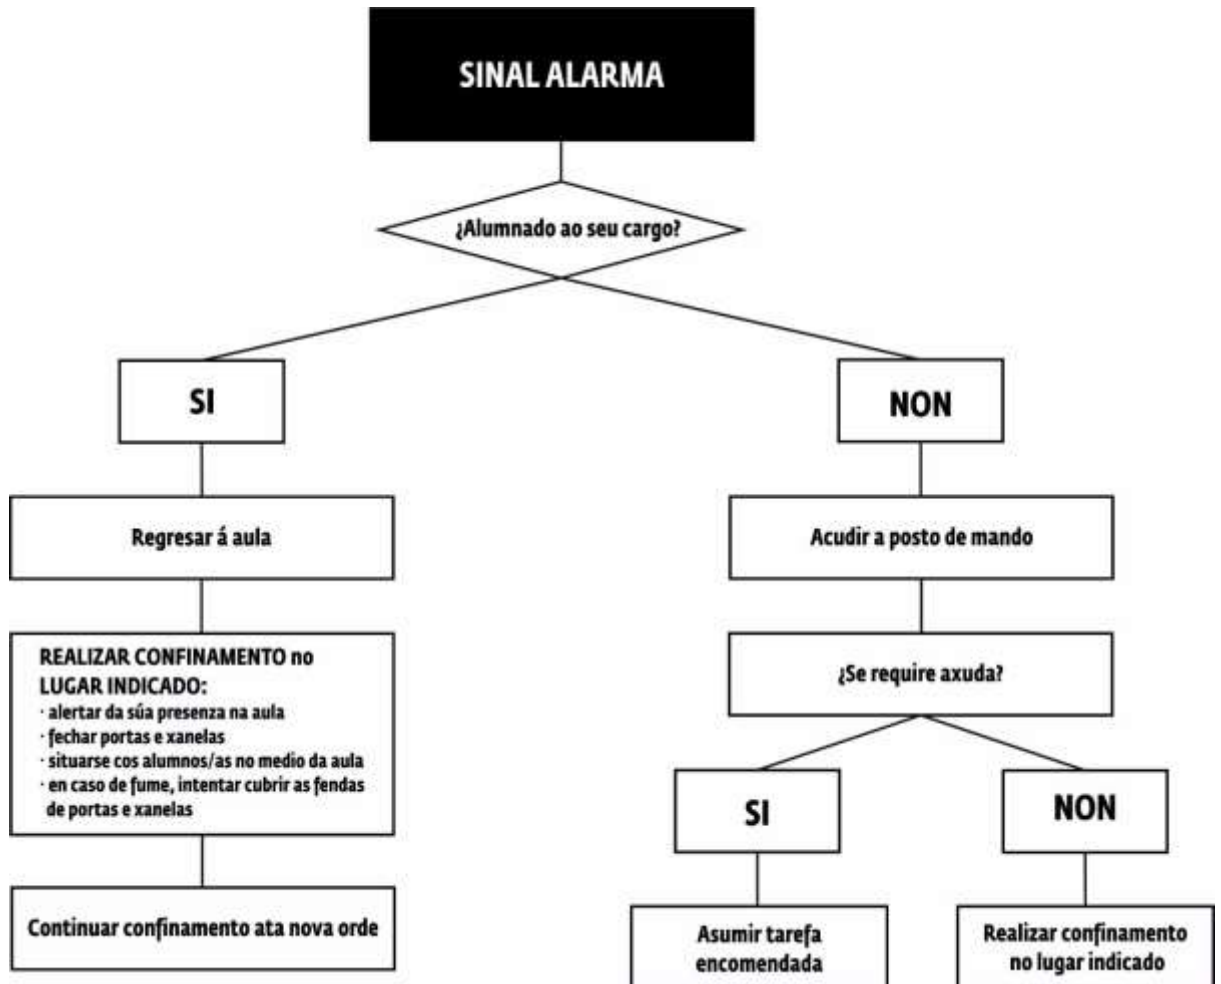 SINAL ALARMA
¿Alumnado ao seu cargo?
SI
NON
Regresar á aula
Acudir a posto de mando
REALIZAR CONFINAMENTO no
LUGAR INDICADO:
· alertar da súa presenza na aula
· fechar portas e xanelas
· situarse cos alumnos/as no medio da aula
· en caso de fume, intentar cubrir as fendas
de portas e xanelas
¿Se require axuda?
SI
NON
Continuar confinamento ata nova orde
Asumir tarefa
encomendada
Realizar confinamento
no lugar indicado